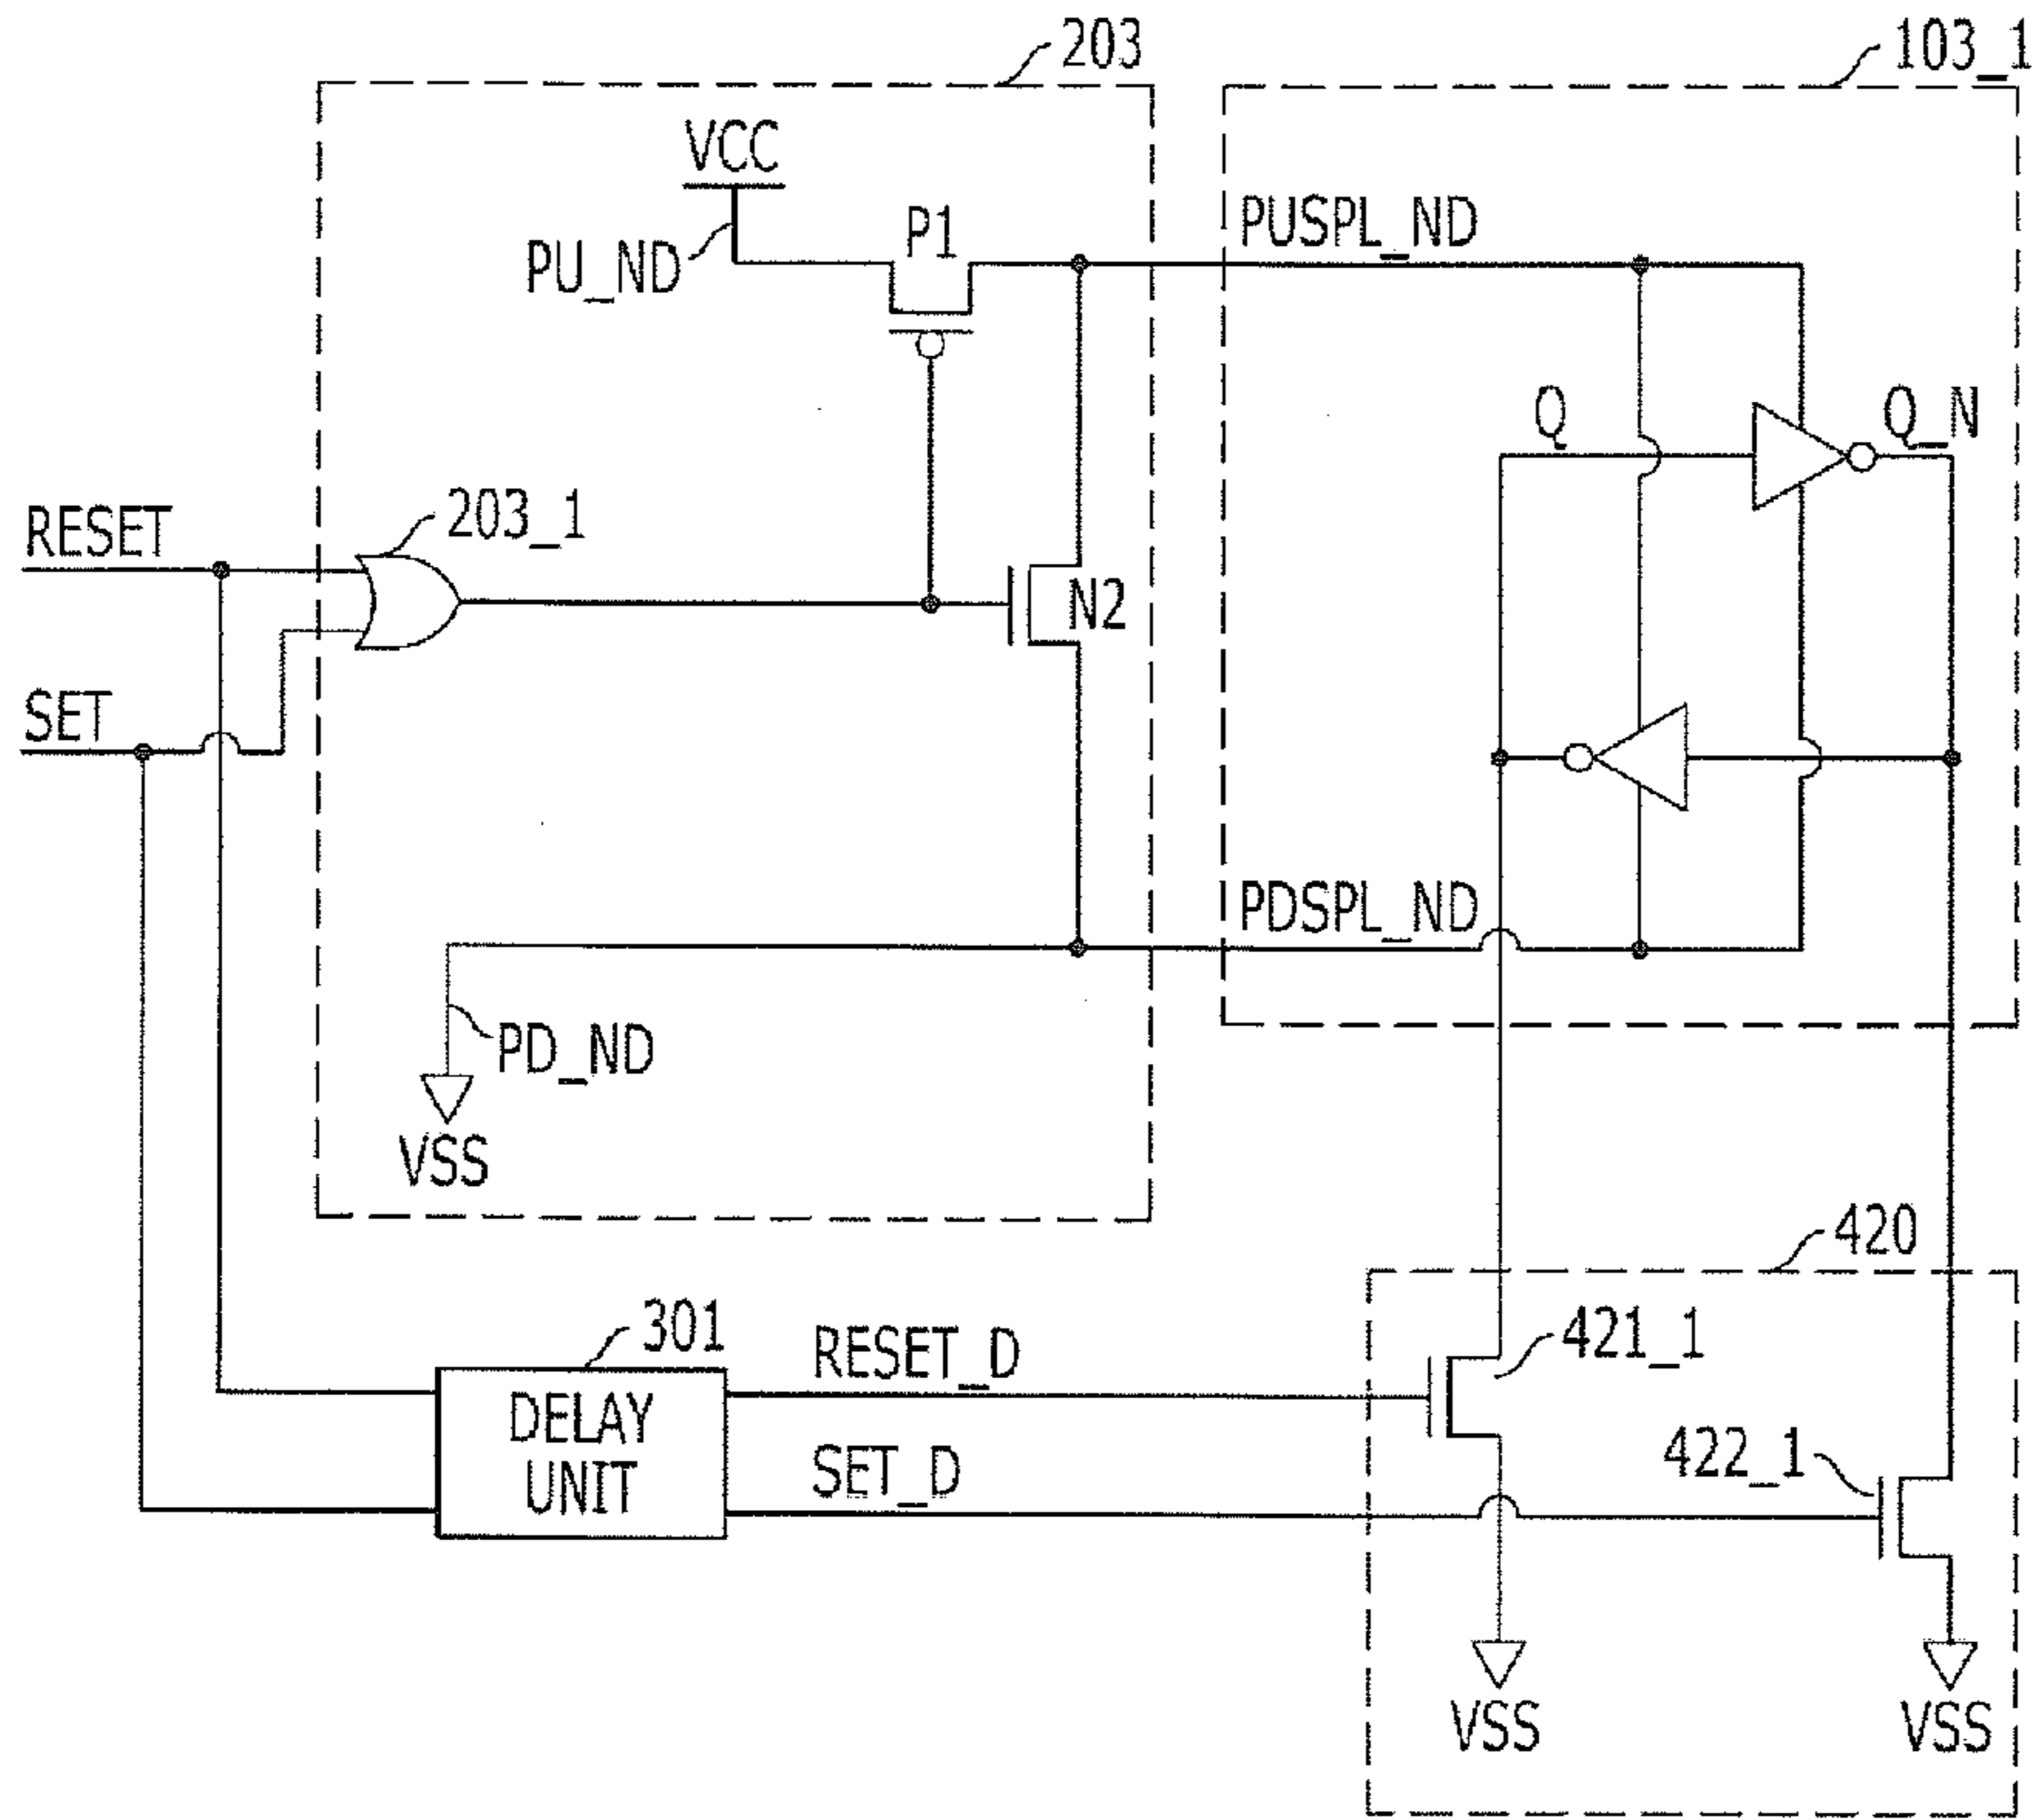 203
103_1
VCC
PU_ND
P1
PUSPL_ND
Q
Q_N
RESET
203_1
N2
SET
PDSPL_ND
PD_ND
VSS
420
301
RESET_D
421_1
DELAY
UNIT
SET_D
422_1
VSS
VSS